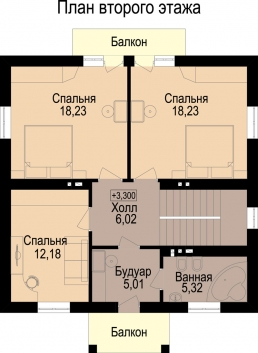 План второго этажа
Балкон
Спальня
18,23
Спальня
18,23
+3,300
Холл
6,02
Спальня
12,18
Будуар
5,01
Ванная
5,32
Балкон